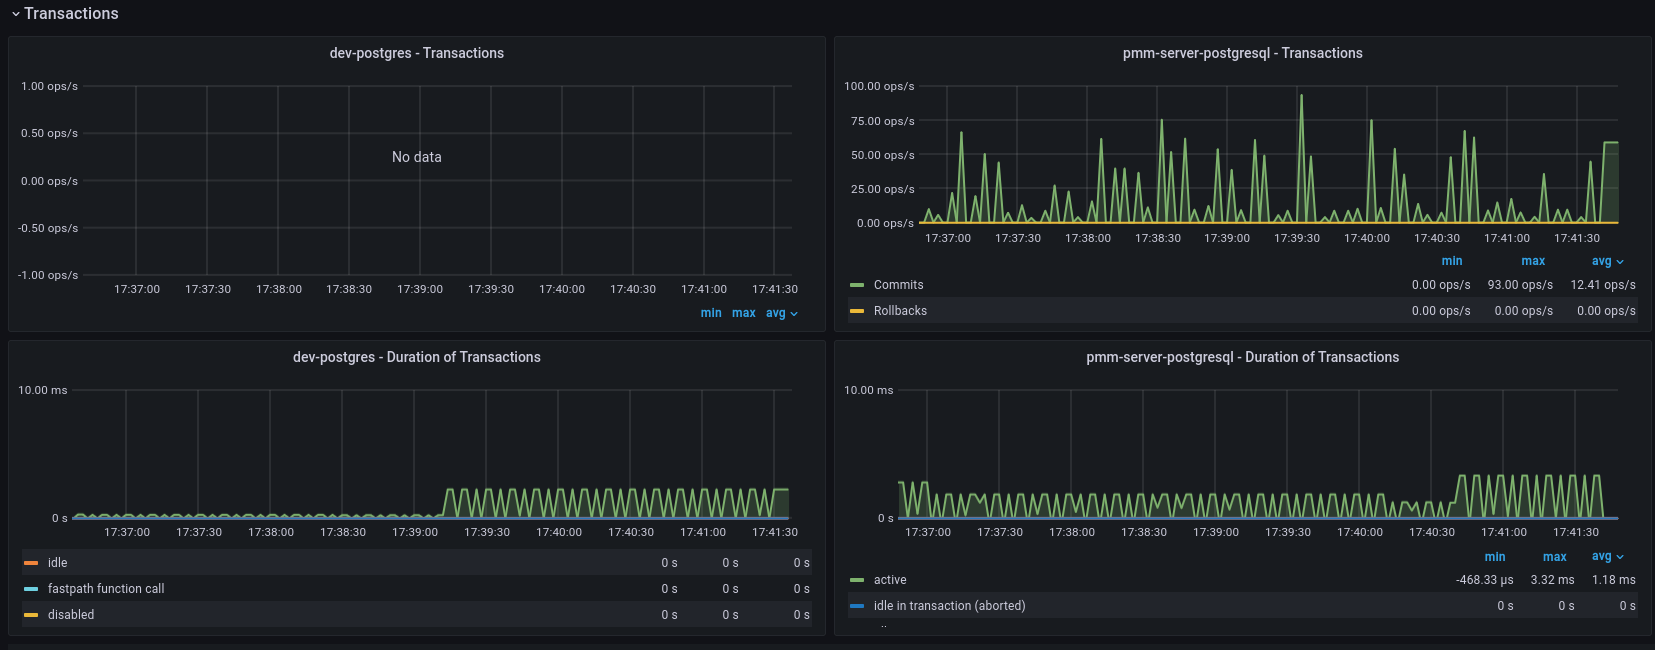 Transactions
dev-postgres - Transactions
1.00 ops/s
0.50 ops/s
0.00 ops/s
-0.50 ops/s
-1.00 ops/s
No data
17:37:00 17:37:30 17:38:00 17:38:30 17:39:00 17:39:30 17:40:00 17:40:30 17:41:00 17:41:30
min max avg
pmm-server-postgresql - Transactions
100.00 ops/s
75.00 ops/s
50.00 ops/s
25.00 ops/s
0.00 ops/s
17:37:00 17:37:30 17:38:00 17:38:30 17:39:00 17:39:30 17:40:00 17:40:30 17:41:00 17:41:30
min max avg
Commits 0.00 ops/s 93.00 ops/s 12.41 ops/s
Rollbacks 0.00 ops/s 0.00 ops/s 0.00 ops/s
dev-postgres - Duration of Transactions
10.00 ms
0 s
17:37:00 17:37:30 17:38:00 17:38:30 17:39:00 17:39:30 17:40:00 17:40:30 17:41:00 17:41:30
idle 0 s 0 s 0 s
fastpath function call 0 s 0 s 0 s
disabled 0 s 0 s 0 s
pmm-server-postgresql - Duration of Transactions
10.00 ms
0 s
17:37:00 17:37:30 17:38:00 17:38:30 17:39:00 17:39:30 17:40:00 17:40:30 17:41:00 17:41:30
min max avg
active -468.33 µs 3.32 ms 1.18 ms
idle in transaction (aborted) 0 s 0 s 0 s